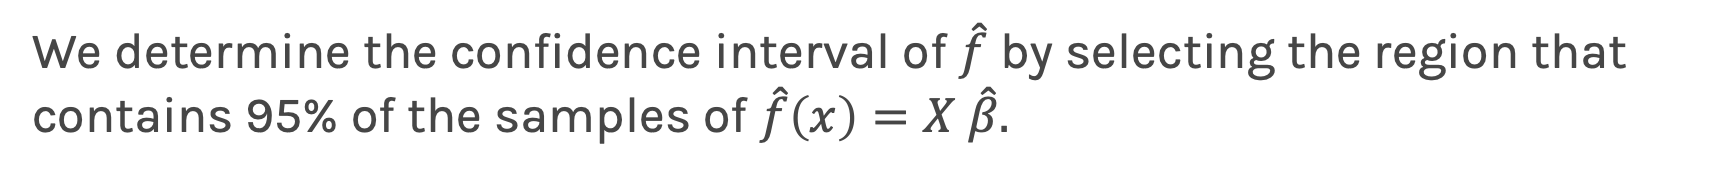 We determine the confidence interval of f̂ by selecting the region that
contains 95% of the samples of f̂(x) = X β̂.